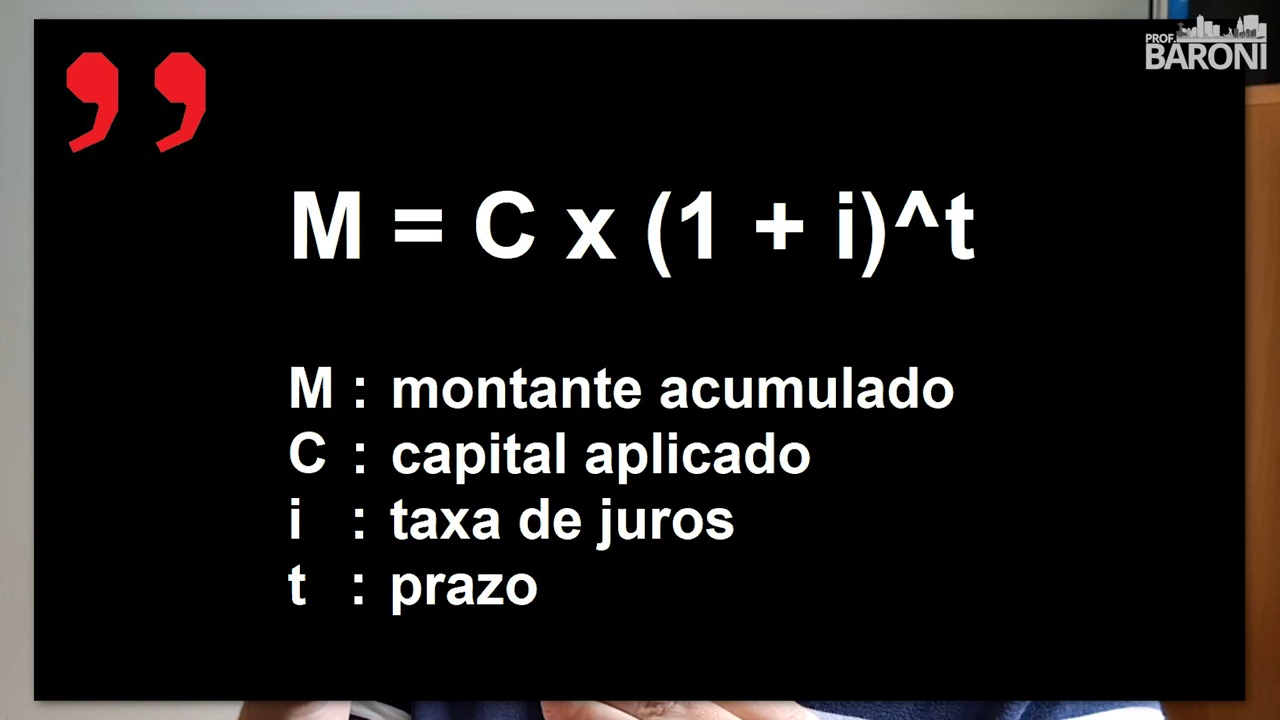 PROF.
BARONI
M = C x (1 + i)^t
M : montante acumulado
C : capital aplicado
i : taxa de juros
t : prazo